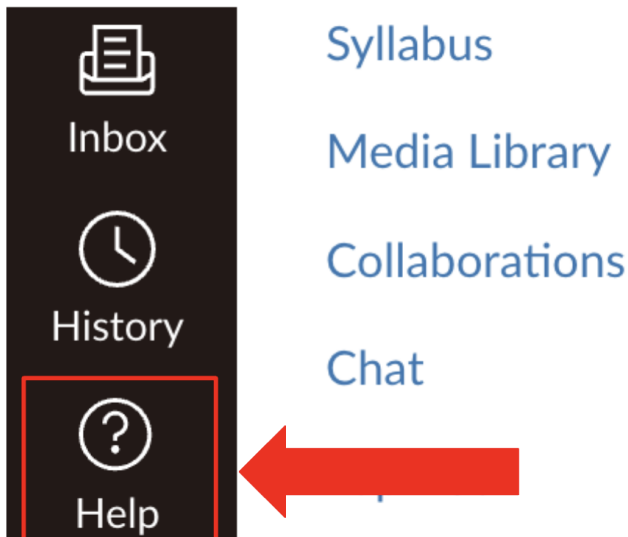 Inbox
History
Help
Syllabus
Media Library
Collaborations
Chat